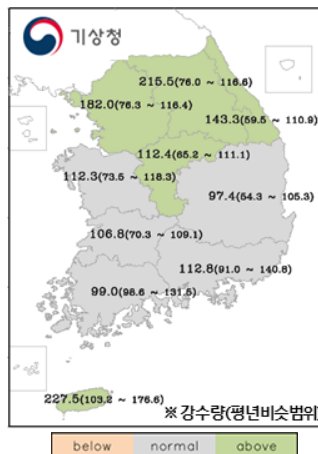 기상청
215.5(76.0 ~ 116.6)
182.0(76.3 ~ 116.4)
143.3(59.5 ~ 110.9)
112.4(65.2 ~ 111.1)
112.3(73.5 ~ 118.3)
97.4(54.3 ~ 105.3)
106.8(70.3 ~ 109.1)
112.8(91.0 ~ 140.8)
99.0(98.6 ~ 131.5)
227.5(103.2 ~ 176.6)
※ 강수량(평년비슷범위)
below normal above